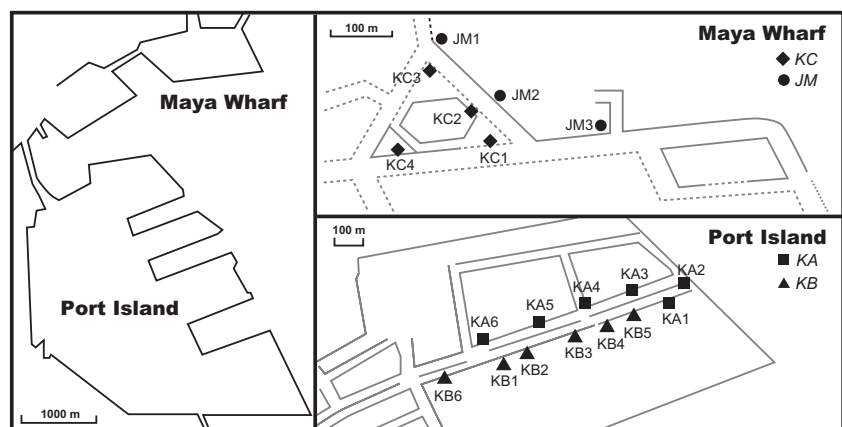 Maya Wharf
Port Island
1000 m
100 m
Maya Wharf
KC
JM
JM1
KC3
JM2
KC2
JM3
KC1
KC4
100 m
Port Island
KA
KB
KA2
KA3
KA4
KA1
KA5
KB5
KA6
KB4
KB3
KB2
KB1
KB6